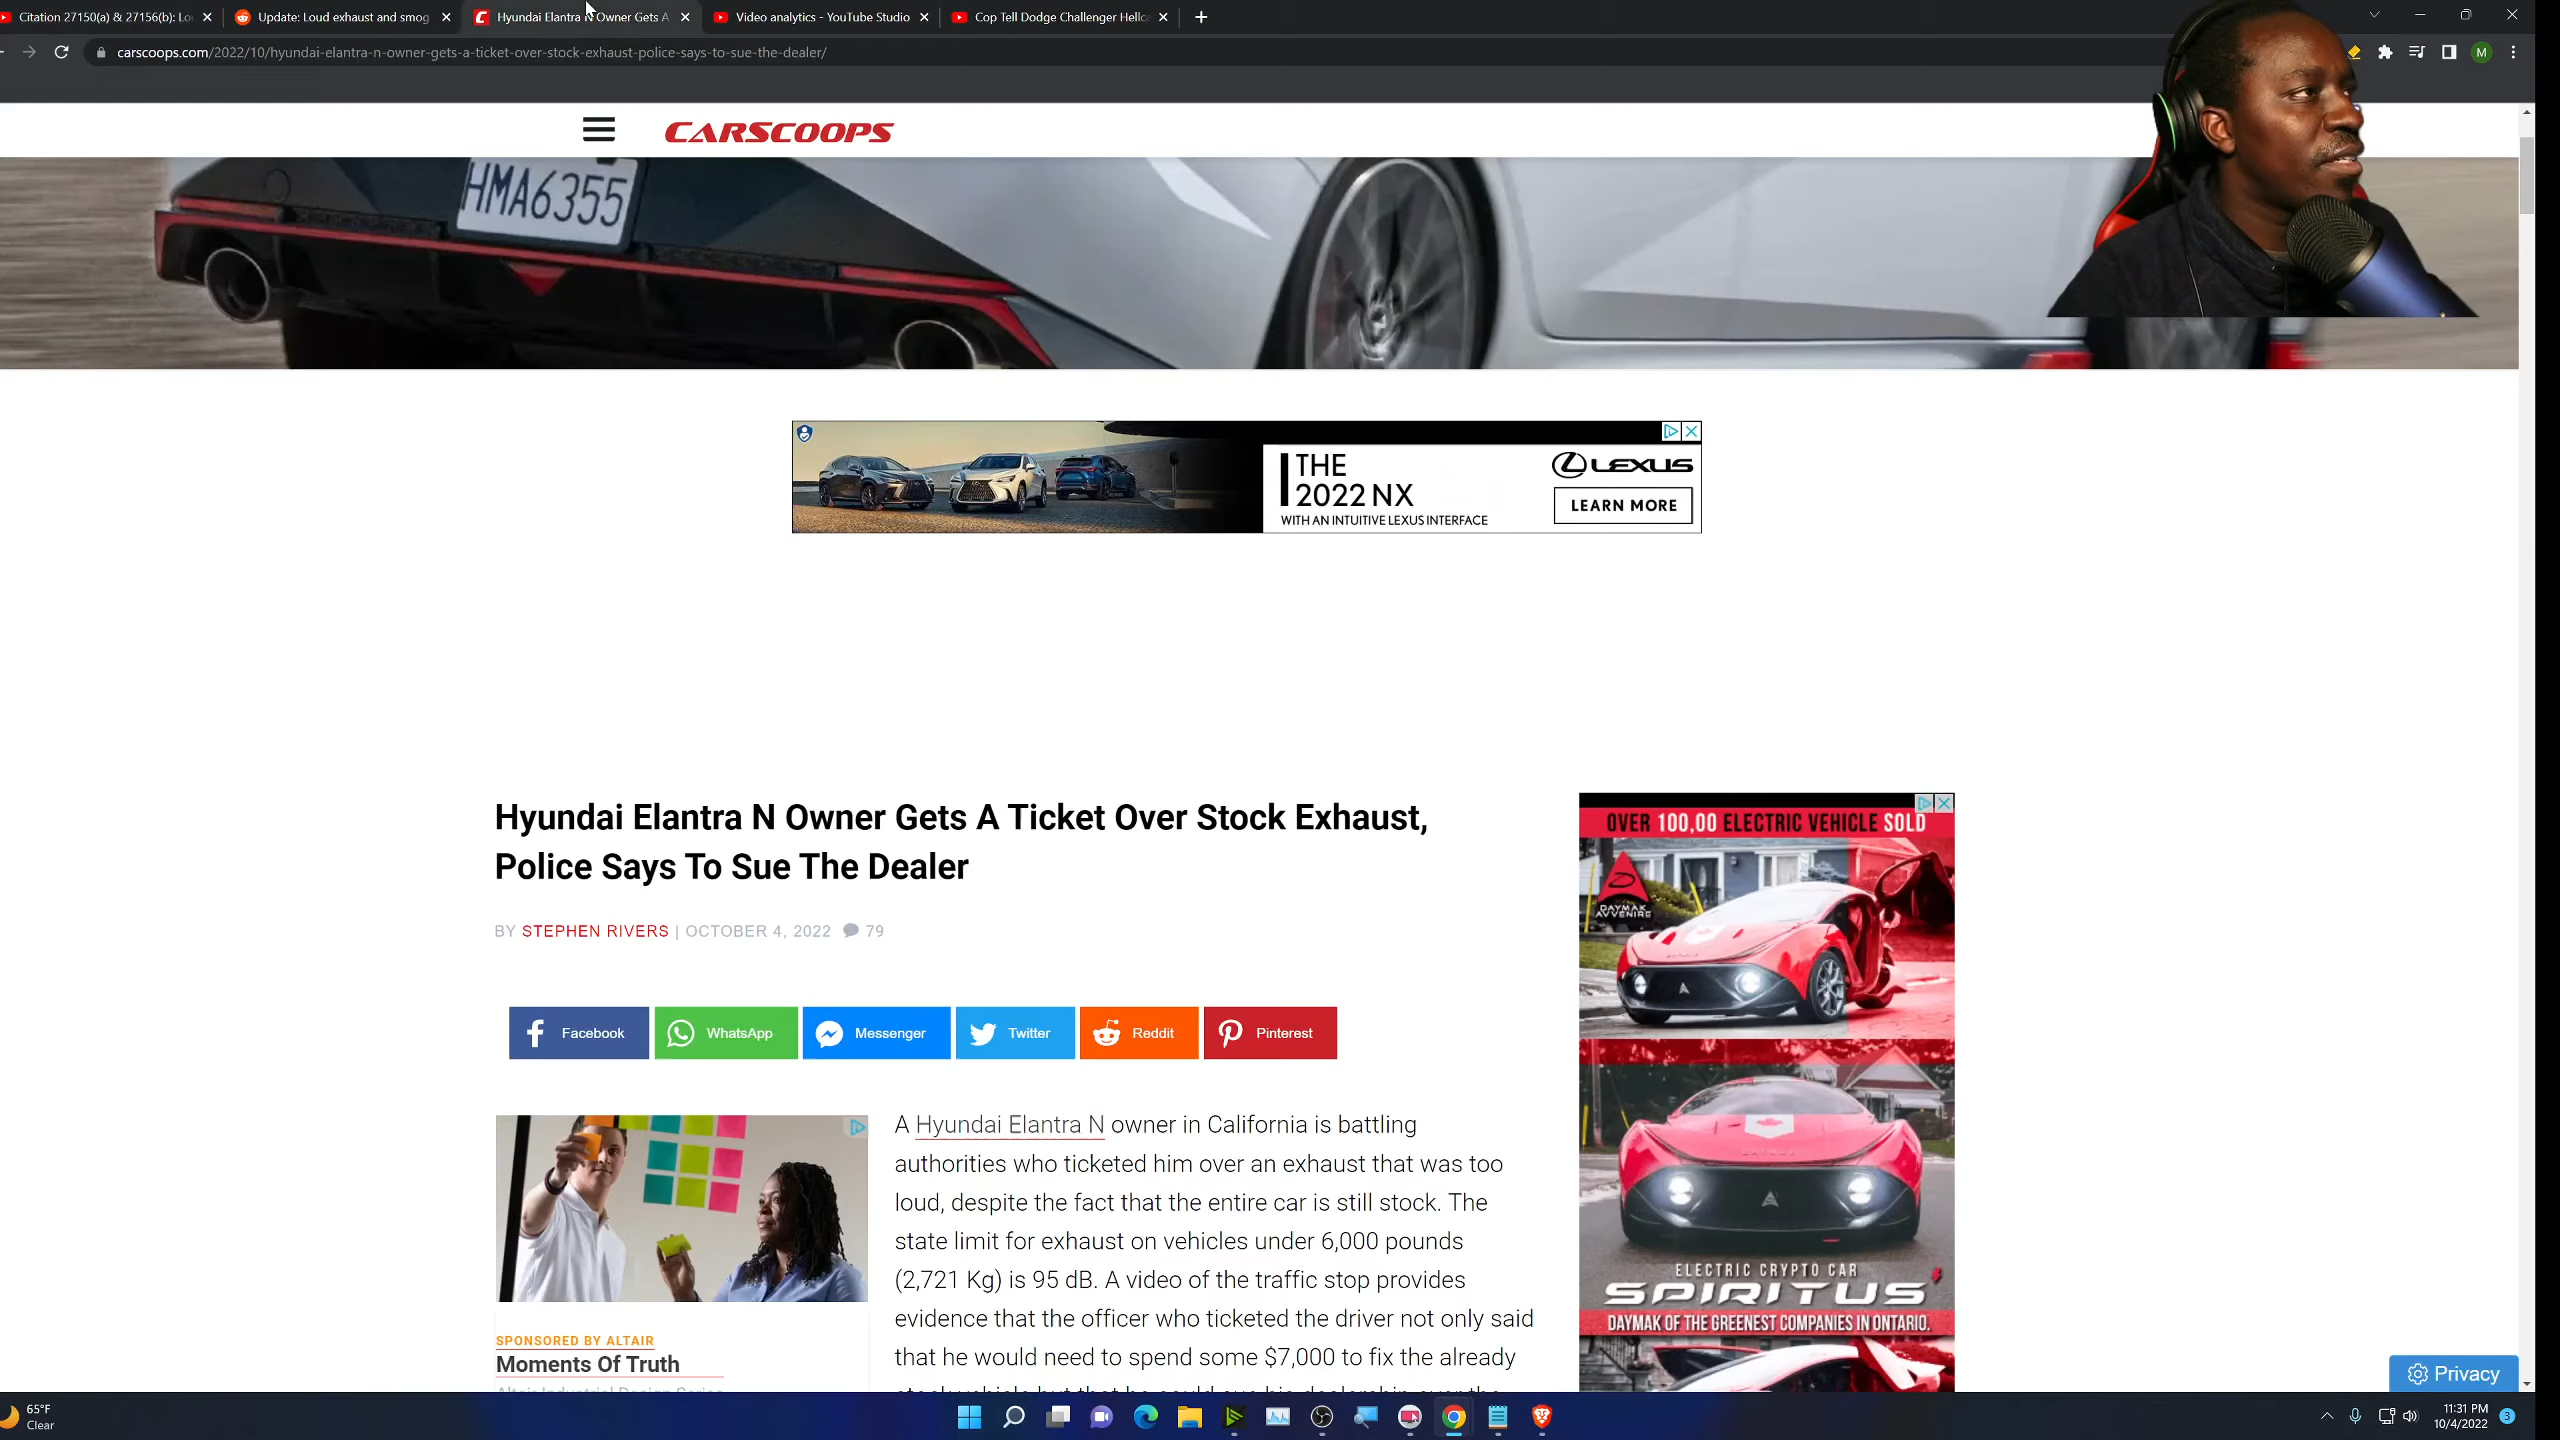 Citation 27150(a) & 27156(b): Lo
Update: Loud exhaust and smog
Hyundai Elantra N Owner Gets A
Video analytics - YouTube Studio
Cop Tell Dodge Challenger Hellc
carscoops.com/2022/10/hyundai-elantra-n-owner-gets-a-ticket-over-stock-exhaust-police-says-to-sue-the-dealer/
M
CARSCOOPS
HMA6355
THE
2022 NX
WITH AN INTUITIVE LEXUS INTERFACE
LEXUS
LEARN MORE
Hyundai Elantra N Owner Gets A Ticket Over Stock Exhaust,
Police Says To Sue The Dealer
BY STEPHEN RIVERS | OCTOBER 4, 2022 79
Facebook
WhatsApp
Messenger
Twitter
Reddit
Pinterest
A Hyundai Elantra N owner in California is battling
authorities who ticketed him over an exhaust that was too
loud, despite the fact that the entire car is still stock. The
state limit for exhaust on vehicles under 6,000 pounds
(2,721 Kg) is 95 dB. A video of the traffic stop provides
evidence that the officer who ticketed the driver not only said
that he would need to spend some $7,000 to fix the already
SPONSORED BY ALTAIR
Moments Of Truth
OVER 100,00 ELECTRIC VEHICLE SOLD
DAYMAK
AVVENIRE
ELECTRIC CRYPTO CAR
SPIRITUS
DAYMAK OF THE GREENEST COMPANIES IN ONTARIO.
Privacy
65°F
Clear
11:31 PM
10/4/2022
3